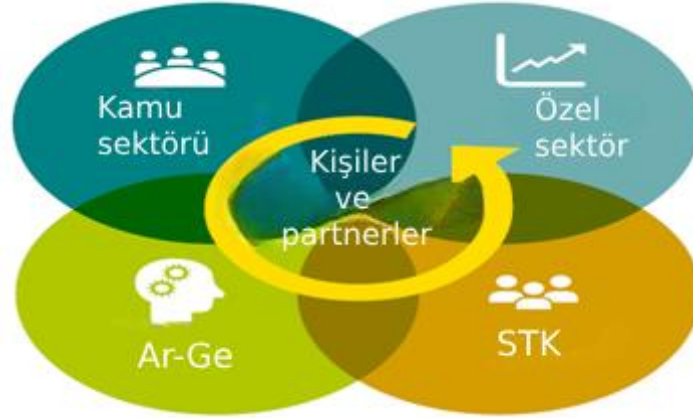 Kamu
sektörü
Özel
sektör
Kişiler
ve
partnerler
Ar-Ge
STK